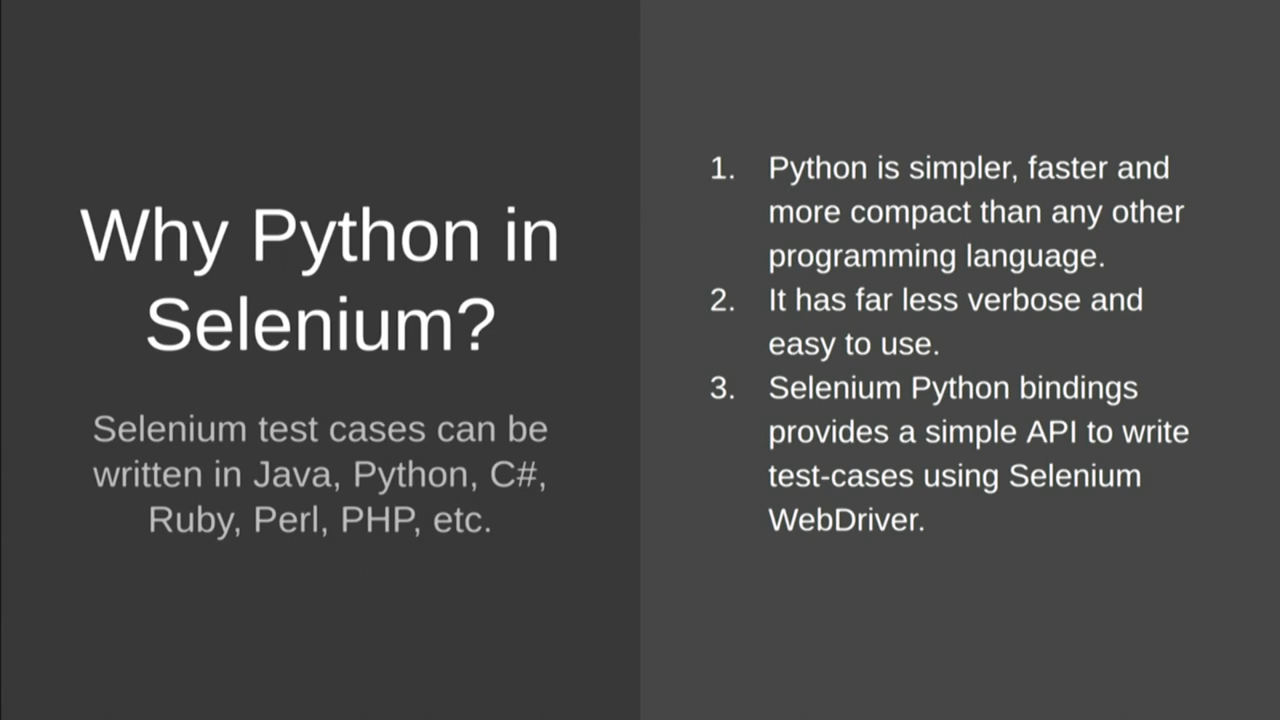 Why Python in
Selenium?
Selenium test cases can be
written in Java, Python, C#,
Ruby, Perl, PHP, etc.
1. Python is simpler, faster and
more compact than any other
programming language.
2. It has far less verbose and
easy to use.
3. Selenium Python bindings
provides a simple API to write
test-cases using Selenium
WebDriver.